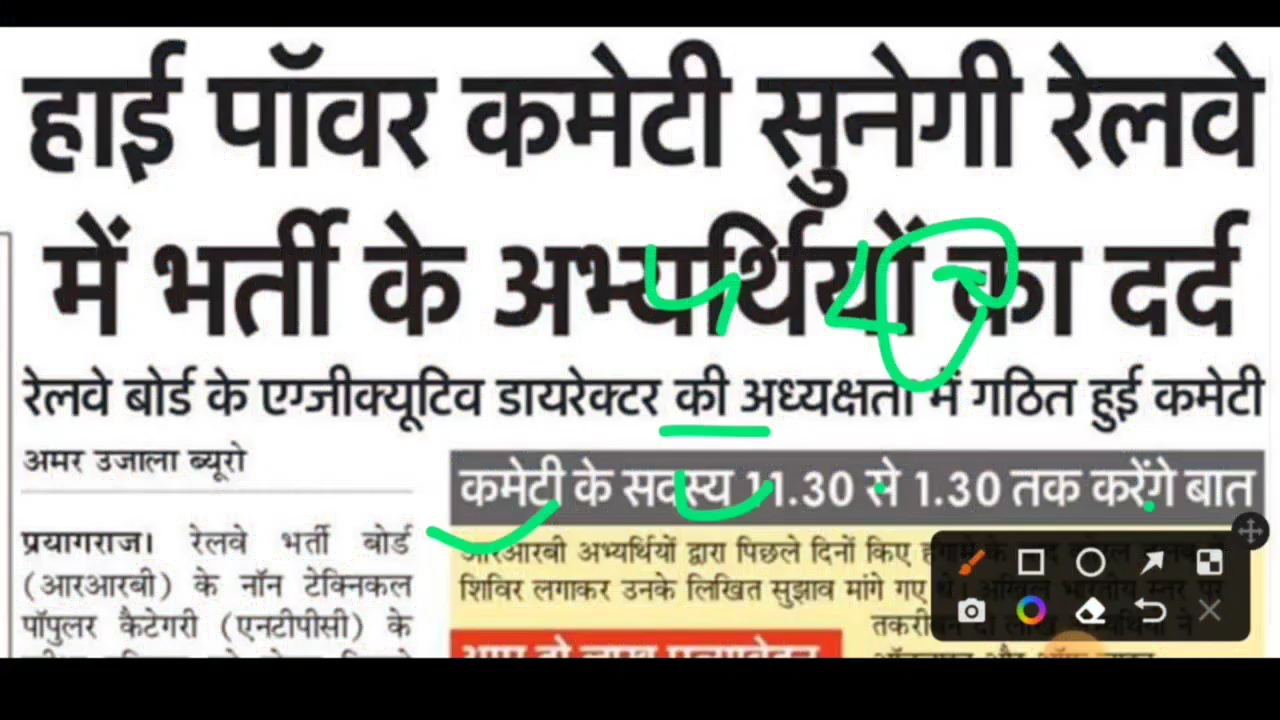 हाई पॉवर कमेटी सुनेगी रेलवे
में भर्ती के अभ्यर्थियों का दर्द
रेलवे बोर्ड के एग्जीक्यूटिव डायरेक्टर की अध्यक्षता में गठित हुई कमेटी
अमर उजाला ब्यूरो
प्रयागराज। रेलवे भर्ती बोर्ड
(आरआरबी) के नॉन टेक्निकल
पॉपुलर कैटेगरी (एनटीपीसी) के
कमेटी के सदस्य 11.30 से 1.30 तक करेंगे बात
आरआरबी अभ्यर्थियों द्वारा पिछले दिनों किए
शिविर लगाकर उनके लिखित सुझाव मांगे गए थे।